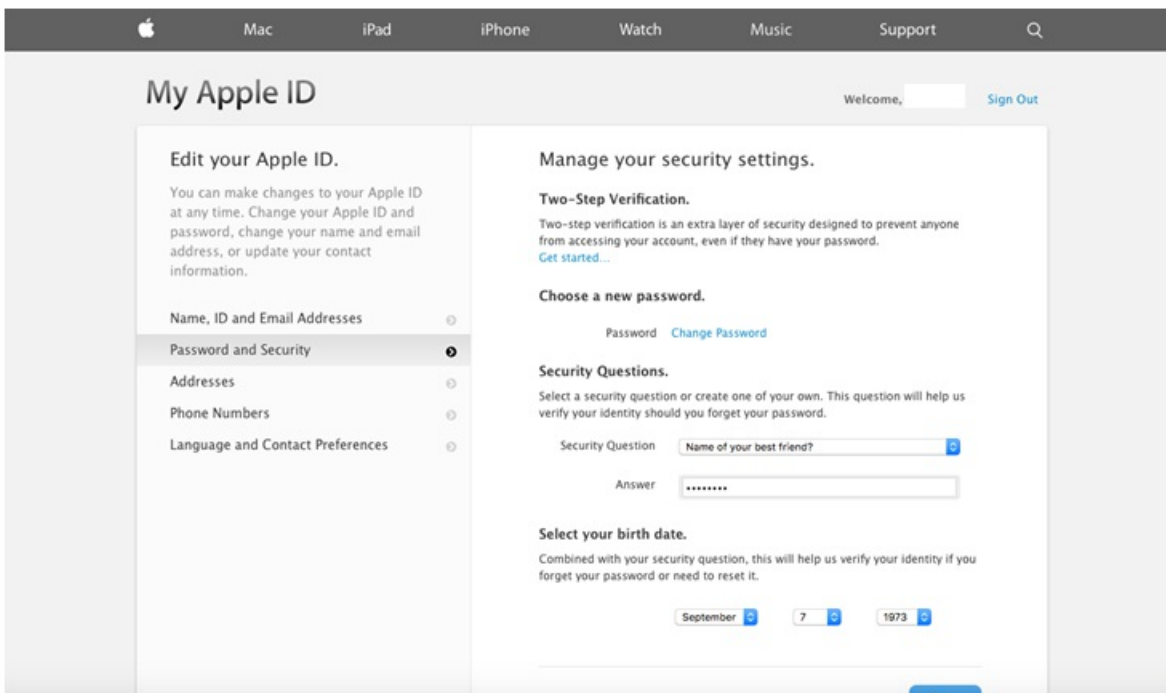 Mac iPad iPhone Watch Music Support
My Apple ID
Welcome,
Sign Out
Edit your Apple ID.
You can make changes to your Apple ID
at any time. Change your Apple ID and
password, change your name and email
address, or update your contact
information.
Name, ID and Email Addresses
Password and Security
Addresses
Phone Numbers
Language and Contact Preferences
Manage your security settings.
Two-Step Verification.
Two-step verification is an extra layer of security designed to prevent anyone
from accessing your account, even if they have your password.
Get started...
Choose a new password.
Password Change Password
Security Questions.
Select a security question or create one of your own. This question will help us
verify your identity should you forget your password.
Security Question Name of your best friend?
Answer ••••••••
Select your birth date.
Combined with your security question, this will help us verify your identity if you
forget your password or need to reset it.
September 7 1973